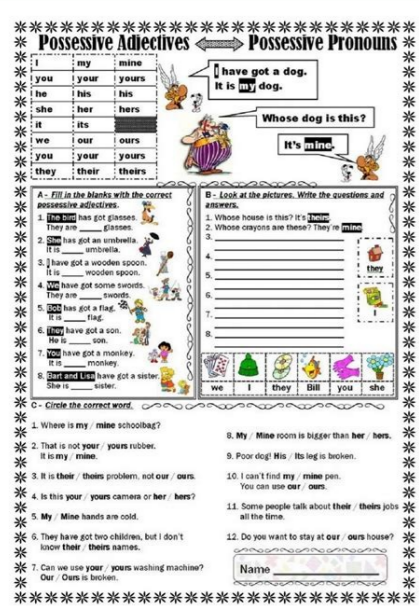 Possessive Adjectives Possessive Pronouns
I my mine
you your yours
he his his
she her hers
it its
we our ours
you your yours
they their theirs
I have got a dog.
It is my dog.
Whose dog is this?
It's mine.
A - Fill in the blanks with the correct
possessive adjectives.
1. The bird has got glasses.
They are _____ glasses.
2. She has got an umbrella.
It is _____ umbrella.
3. I have got a wooden spoon.
It is _____ wooden spoon.
4. We have got some swords.
They are _____ swords.
5. Bob has got a flag.
It is _____ flag.
6. They have got a son.
He is _____ son.
7. You have got a monkey.
It is _____ monkey.
8. Bart and Lisa have got a sister.
She is _____ sister.
B - Look at the pictures. Write the questions and
answers.
1. Whose house is this? It's theirs
2. Whose crayons are these? They're mine
3.
4.
5.
6.
7.
8.
they
I
we I they Bill you she
C - Circle the correct word.
1. Where is my / mine schoolbag?
2. That is not your / yours rubber.
It is my / mine.
3. It is their / theirs problem, not our / ours.
4. Is this your / yours camera or her / hers?
5. My / Mine hands are cold.
6. They have got two children, but I don't
know their / theirs names.
7. Can we use your / yours washing machine?
Our / Ours is broken.
8. My / Mine room is bigger than her / hers.
9. Poor dog! His / Its leg is broken.
10. I can't find my / mine pen.
You can use our / ours.
11. Some people talk about their / theirs jobs
all the time.
12. Do you want to stay at our / ours house?
Name